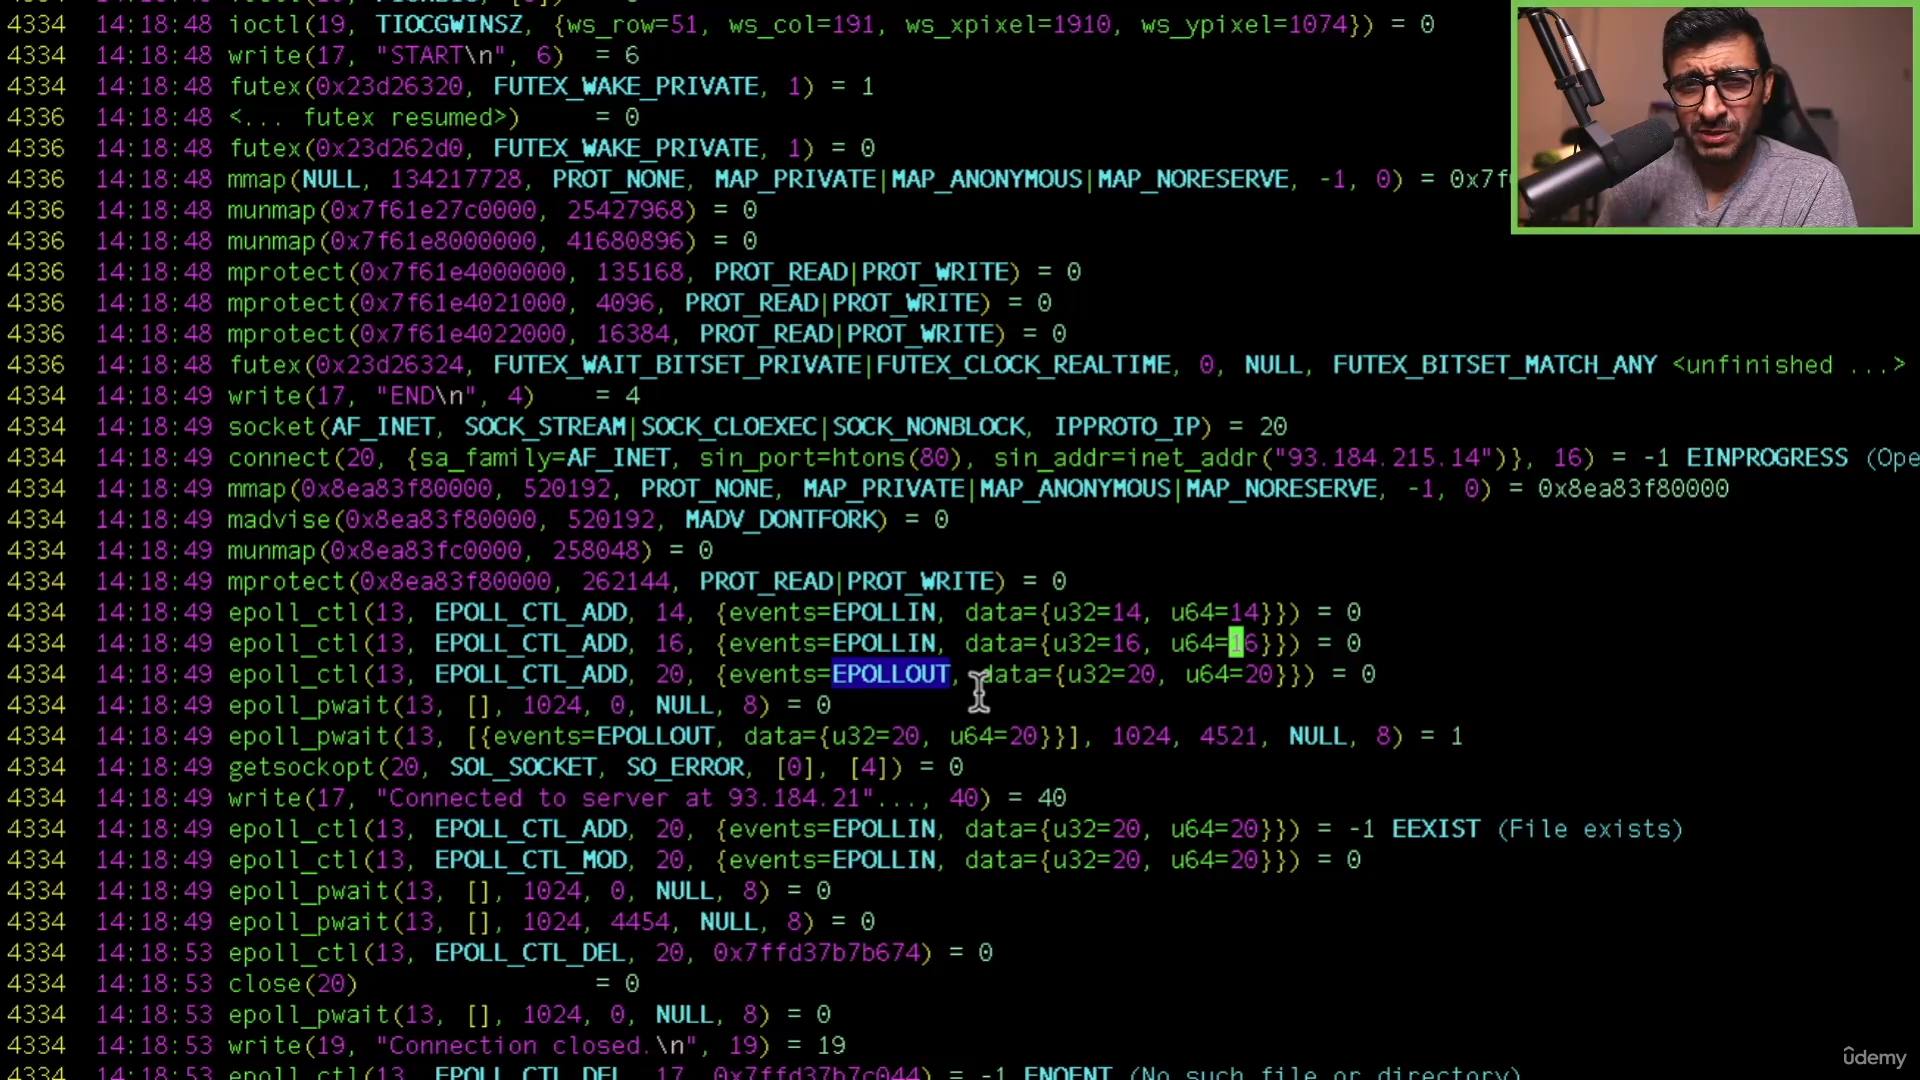 4334  14:18:48 ioctl(19, TIOCGWINSZ, {ws_row=51, ws_col=191, ws_xpixel=1910, ws_ypixel=1074}) = 0
4334  14:18:48 write(17, "START\n", 6)  = 6
4334  14:18:48 futex(0x23d26320, FUTEX_WAKE_PRIVATE, 1) = 1
4336  14:18:48 <... futex resumed>)     = 0
4336  14:18:48 futex(0x23d262d0, FUTEX_WAKE_PRIVATE, 1) = 0
4336  14:18:48 mmap(NULL, 134217728, PROT_NONE, MAP_PRIVATE|MAP_ANONYMOUS|MAP_NORESERVE, -1, 0) = 0x7f6
4336  14:18:48 munmap(0x7f61e27c0000, 25427968) = 0
4336  14:18:48 munmap(0x7f61e8000000, 41680896) = 0
4336  14:18:48 mprotect(0x7f61e4000000, 135168, PROT_READ|PROT_WRITE) = 0
4336  14:18:48 mprotect(0x7f61e4021000, 4096, PROT_READ|PROT_WRITE) = 0
4336  14:18:48 mprotect(0x7f61e4022000, 16384, PROT_READ|PROT_WRITE) = 0
4336  14:18:48 futex(0x23d26324, FUTEX_WAIT_BITSET_PRIVATE|FUTEX_CLOCK_REALTIME, 0, NULL, FUTEX_BITSET_MATCH_ANY <unfinished ...>
4334  14:18:49 write(17, "END\n", 4)    = 4
4334  14:18:49 socket(AF_INET, SOCK_STREAM|SOCK_CLOEXEC|SOCK_NONBLOCK, IPPROTO_IP) = 20
4334  14:18:49 connect(20, {sa_family=AF_INET, sin_port=htons(80), sin_addr=inet_addr("93.184.215.14")}, 16) = -1 EINPROGRESS (Ope
4334  14:18:49 mmap(0x8ea83f80000, 520192, PROT_NONE, MAP_PRIVATE|MAP_ANONYMOUS|MAP_NORESERVE, -1, 0) = 0x8ea83f80000
4334  14:18:49 madvise(0x8ea83f80000, 520192, MADV_DONTFORK) = 0
4334  14:18:49 munmap(0x8ea83fc0000, 258048) = 0
4334  14:18:49 mprotect(0x8ea83f80000, 262144, PROT_READ|PROT_WRITE) = 0
4334  14:18:49 epoll_ctl(13, EPOLL_CTL_ADD, 14, {events=EPOLLIN, data={u32=14, u64=14}}) = 0
4334  14:18:49 epoll_ctl(13, EPOLL_CTL_ADD, 16, {events=EPOLLIN, data={u32=16, u64=16}}) = 0
4334  14:18:49 epoll_ctl(13, EPOLL_CTL_ADD, 20, {events=EPOLLOUT, data={u32=20, u64=20}}) = 0
4334  14:18:49 epoll_pwait(13, [], 1024, 0, NULL, 8) = 0
4334  14:18:49 epoll_pwait(13, [{events=EPOLLOUT, data={u32=20, u64=20}}], 1024, 4521, NULL, 8) = 1
4334  14:18:49 getsockopt(20, SOL_SOCKET, SO_ERROR, [0], [4]) = 0
4334  14:18:49 write(17, "Connected to server at 93.184.21"..., 40) = 40
4334  14:18:49 epoll_ctl(13, EPOLL_CTL_ADD, 20, {events=EPOLLIN, data={u32=20, u64=20}}) = -1 EEXIST (File exists)
4334  14:18:49 epoll_ctl(13, EPOLL_CTL_MOD, 20, {events=EPOLLIN, data={u32=20, u64=20}}) = 0
4334  14:18:49 epoll_pwait(13, [], 1024, 0, NULL, 8) = 0
4334  14:18:49 epoll_pwait(13, [], 1024, 4454, NULL, 8) = 0
4334  14:18:53 epoll_ctl(13, EPOLL_CTL_DEL, 20, 0x7ffd37b7b674) = 0
4334  14:18:53 close(20)                = 0
4334  14:18:53 epoll_pwait(13, [], 1024, 0, NULL, 8) = 0
4334  14:18:53 write(19, "Connection closed.\n", 19) = 19
4334  14:18:53 epoll_ctl(13, EPOLL_CTL_DEL, 17, 0x7ffd37b7c044) = -1 ENOENT (No such file or directory)
ûdemy